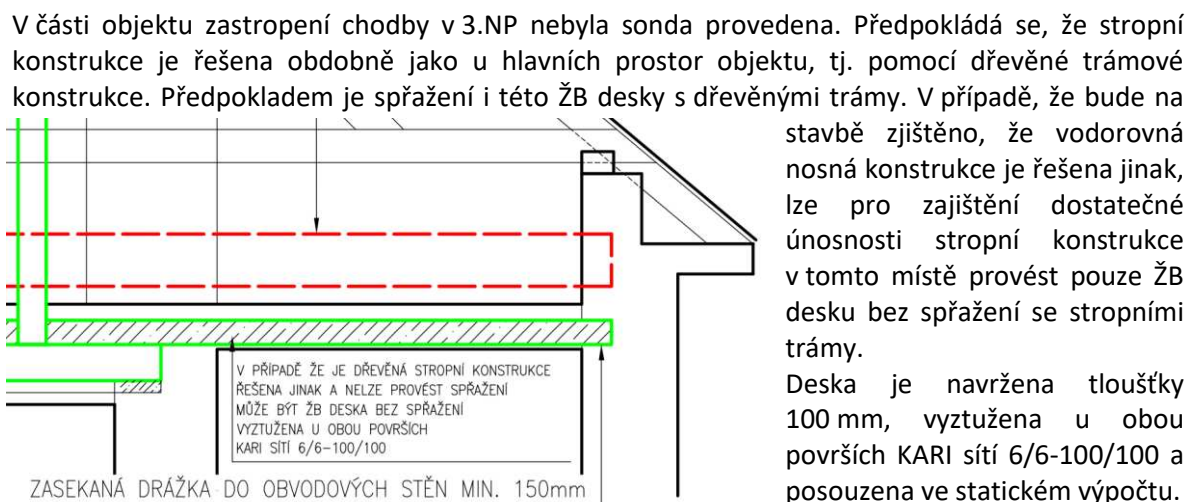 V části objektu zastropení chodby v 3.NP nebyla sonda provedena. Předpokládá se, že stropní
konstrukce je řešena obdobně jako u hlavních prostor objektu, tj. pomocí dřevěné trámové
konstrukce. Předpokladem je spřažení i této ŽB desky s dřevěnými trámy. V případě, že bude na
stavbě zjištěno, že vodorovná
nosná konstrukce je řešena jinak,
lze pro zajištění dostatečné
únosnosti stropní konstrukce
v tomto místě provést pouze ŽB
desku bez spřažení se stropními
trámy.
Deska je navržena tloušťky
100 mm, vyztužena u obou
površích KARI sítí 6/6-100/100 a
posouzena ve statickém výpočtu.
V PŘÍPADĚ ŽE JE DŘEVĚNÁ STROPNÍ KONSTRUKCE
ŘEŠENA JINAK A NELZE PROVÉST SPŘAŽENÍ
MŮŽE BÝT ŽB DESKA BEZ SPŘAŽENÍ
VYZTUŽENA U OBOU POVRŠÍCH
KARI SÍTÍ 6/6-100/100
ZASEKANÁ DRÁŽKA DO OBVODOVÝCH STĚN MIN. 150mm